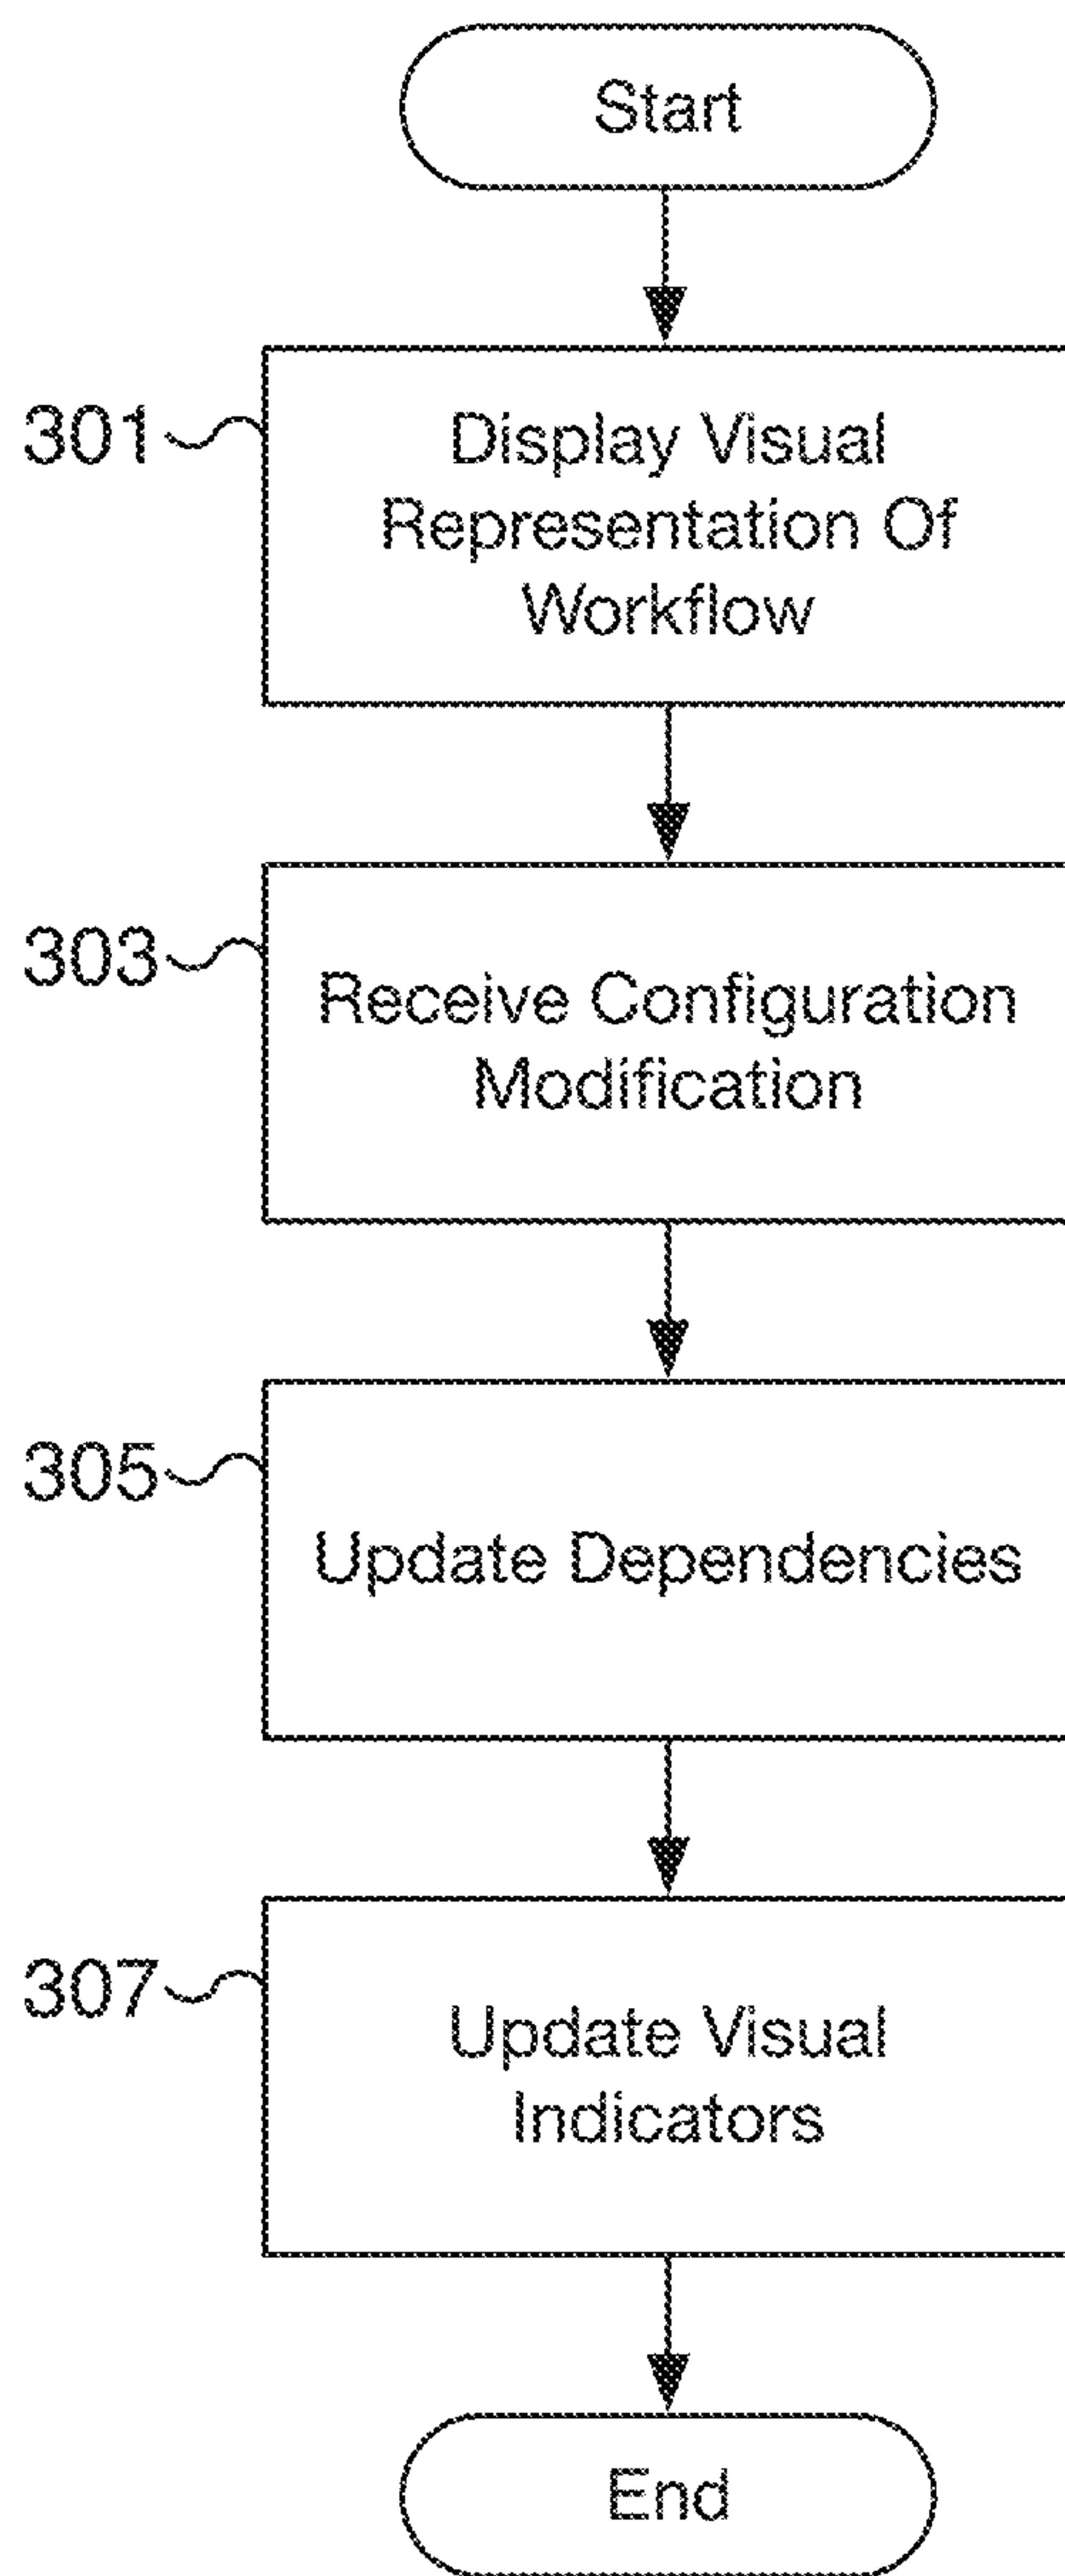 Start
301
Display Visual
Representation Of
Workflow
303
Receive Configuration
Modification
305
Update Dependencies
307
Update Visual
Indicators
End